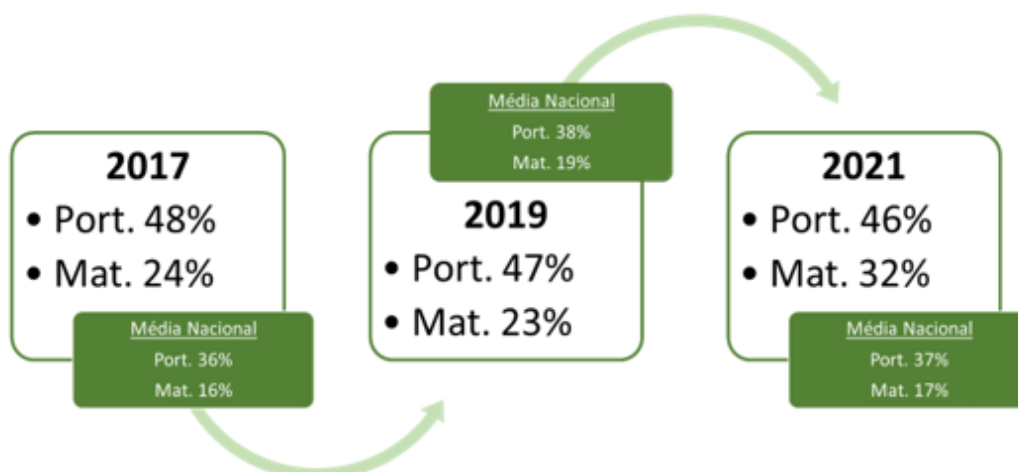 2017
• Port. 48%
• Mat. 24%
Média Nacional
Port. 36%
Mat. 16%
Média Nacional
Port. 38%
Mat. 19%
2019
• Port. 47%
• Mat. 23%
2021
• Port. 46%
• Mat. 32%
Média Nacional
Port. 37%
Mat. 17%